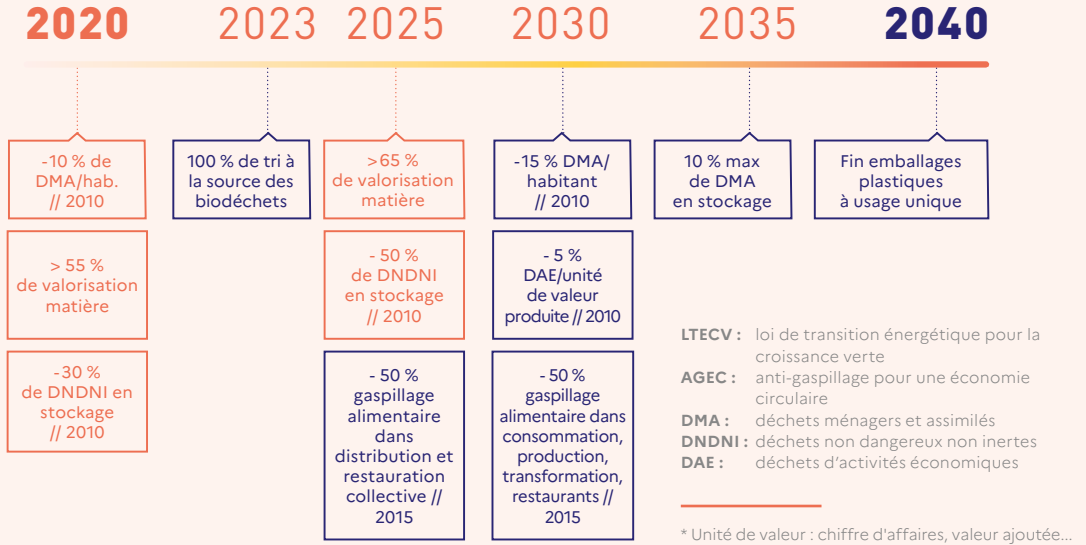 2020 2023 2025 2030 2035 2040
-10 % de
DMA/hab.
// 2010
> 55 %
de valorisation
matière
-30 %
de DNDNI en
stockage
// 2010
100 % de tri à
la source des
biodéchets
>65 %
de valorisation
matière
- 50 %
de DNDNI
en stockage
// 2010
- 50 %
gaspillage
alimentaire
dans
distribution et
restauration
collective //
2015
-15 % DMA/
habitant
// 2010
- 5 %
DAE/unité
de valeur
produite // 2010
- 50 %
gaspillage
alimentaire dans
consommation,
production,
transformation,
restaurants //
2015
10 % max
de DMA
en stockage
Fin emballages
plastiques
à usage unique
LTECV : loi de transition énergétique pour la
croissance verte
AGEC : anti-gaspillage pour une économie
circulaire
DMA : déchets ménagers et assimilés
DNDNI : déchets non dangereux non inertes
DAE : déchets d’activités économiques
* Unité de valeur : chiffre d'affaires, valeur ajoutée...